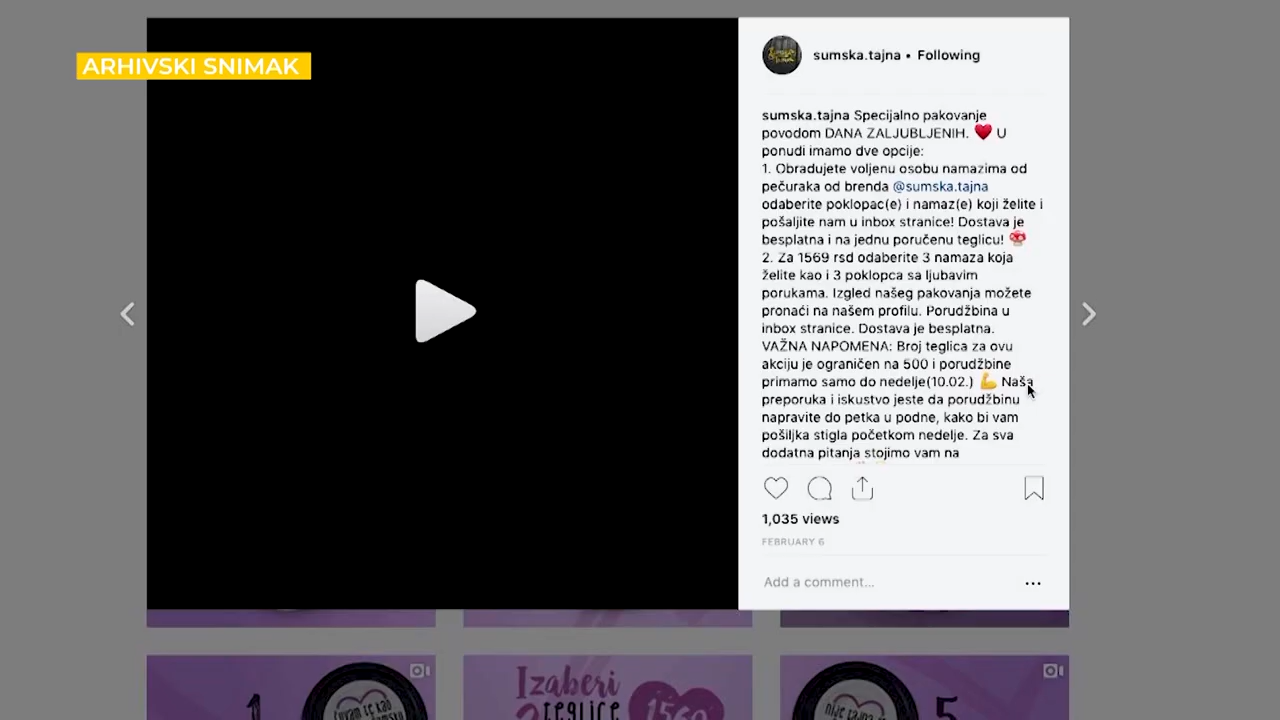 ARHIVSKI SNIMAK
sumska.tajna • Following
sumska.tajna Specijalno pakovanje
povodom DANA ZALJUBLJENIH. ❤️ U
ponudi imamo dve opcije:
1. Obradujete voljenu osobu namazima od
pečuraka od brenda @sumska.tajna
odaberite poklopac(e) i namaz(e) koji želite i
pošaljite nam u inbox stranice! Dostava je
besplatna i na jednu poručenu teglicu! 🍄
2. Za 1569 rsd odaberite 3 namaza koja
želite kao i 3 poklopca sa ljubavim
porukama. Izgled našeg pakovanja možete
pronaći na našem profilu. Porudžbina u
inbox stranice. Dostava je besplatna.
VAŽNA NAPOMENA: Broj teglica za ovu
akciju je ograničen na 500 i porudžbine
primamo samo do nedelje(10.02.) 💪 Naša
preporuka i iskustvo jeste da porudžbinu
napravite do petka u podne, kako bi vam
pošiljka stigla početkom nedelje. Za sva
dodatna pitanja stojimo vam na
1,035 views
FEBRUARY 6
Add a comment...
1
Izaberi
teglice
1569
nije tajna
5